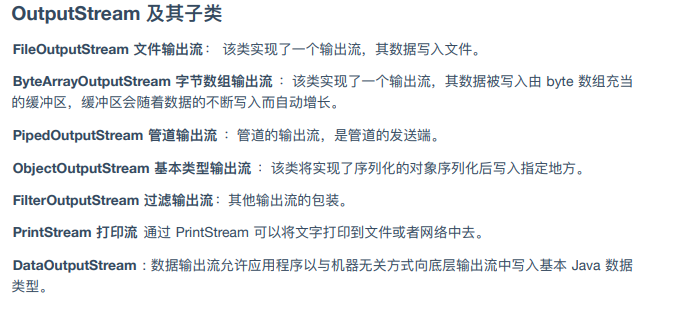 OutputStream 及其子类
FileOutputStream 文件输出流： 该类实现了一个输出流，其数据写入文件。
ByteArrayOutputStream 字节数组输出流 ：该类实现了一个输出流，其数据被写入由 byte 数组充当
的缓冲区，缓冲区会随着数据的不断写入而自动增长。
PipedOutputStream 管道输出流 ：管道的输出流，是管道的发送端。
ObjectOutputStream 基本类型输出流 ：该类将实现了序列化的对象序列化后写入指定地方。
FilterOutputStream 过滤输出流：其他输出流的包装。
PrintStream 打印流 通过 PrintStream 可以将文字打印到文件或者网络中去。
DataOutputStream : 数据输出流允许应用程序以与机器无关方式向底层输出流中写入基本 Java 数据
类型。